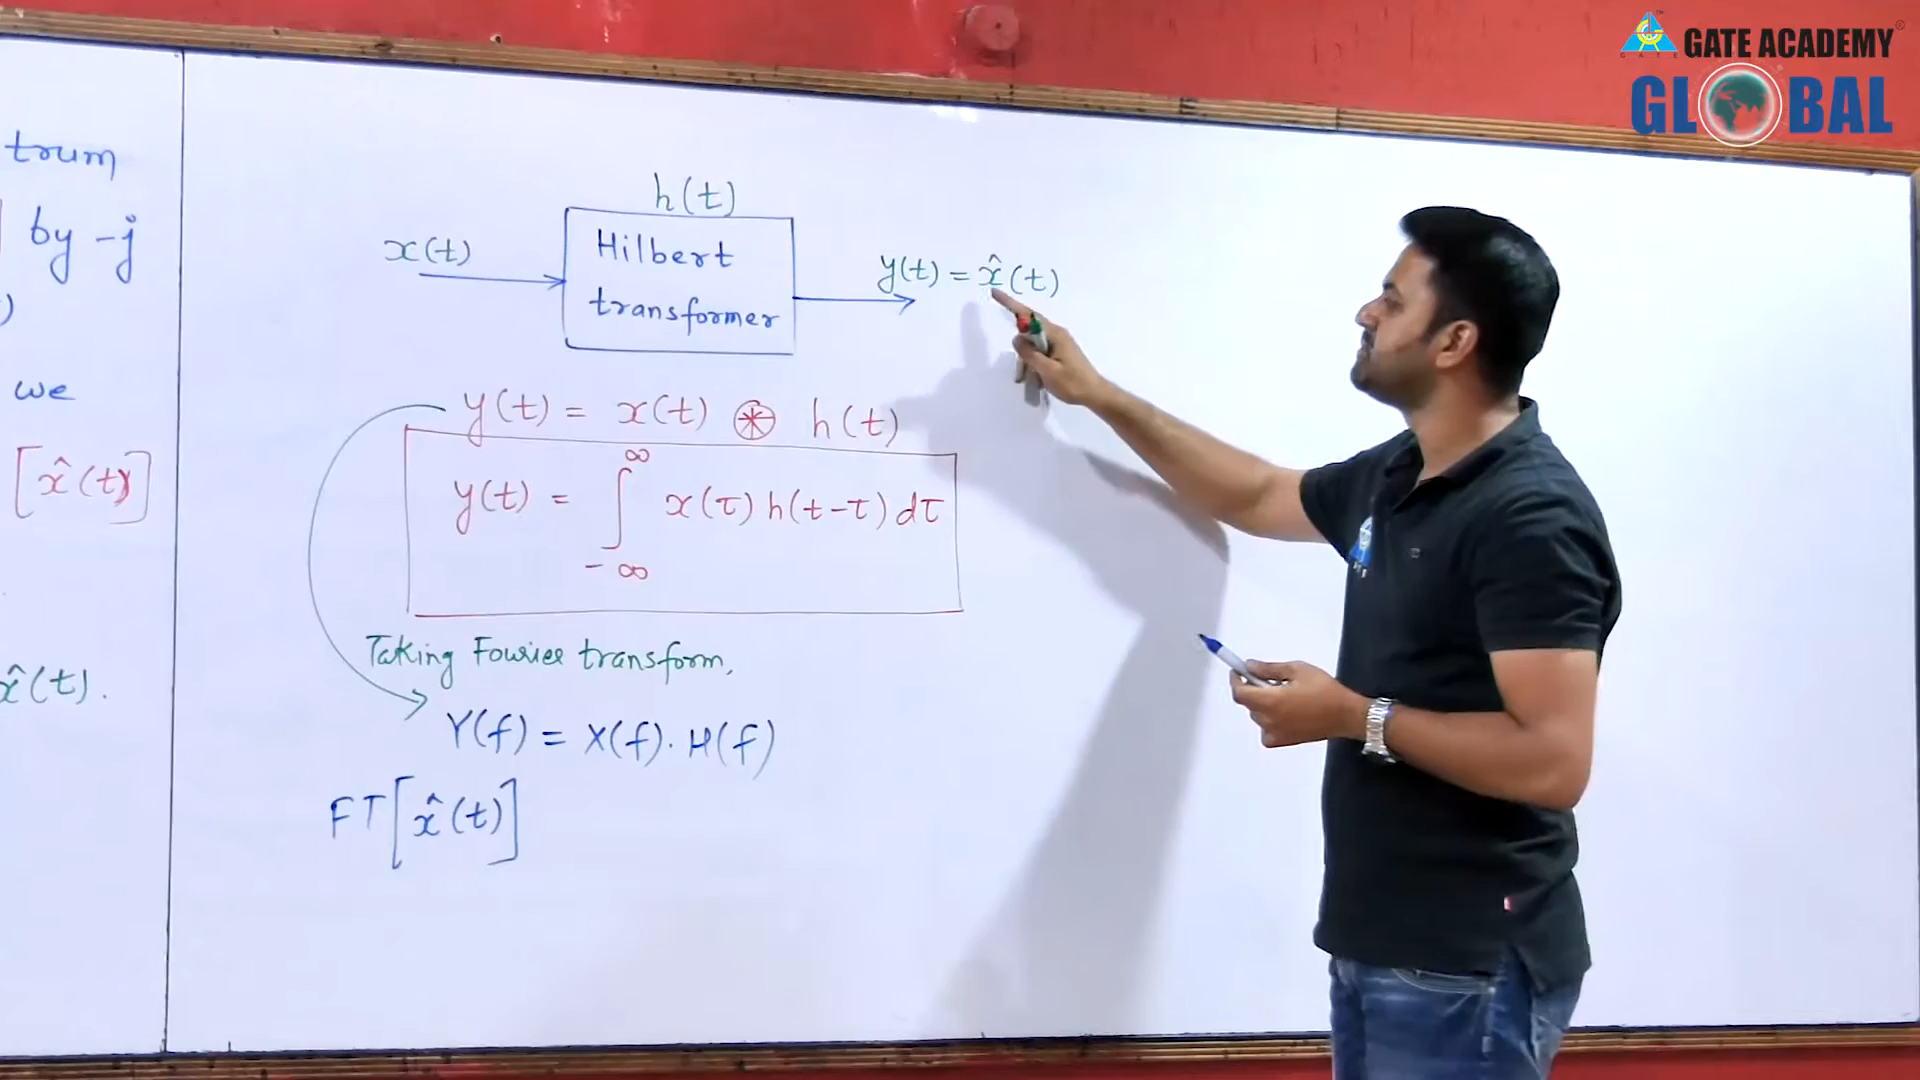 GATE ACADEMY
GLOBAL
trum
by -j
)
we
[x̂(t)]
x̂(t).
h(t)
x(t)
Hilbert
transformer
y(t) = x̂(t)
y(t) = x(t) ⊛ h(t)
y(t) = ∫_{-∞}^{∞} x(τ) h(t-τ) dτ
Taking Fourier transform,
Y(f) = X(f). H(f)
FT[x̂(t)]